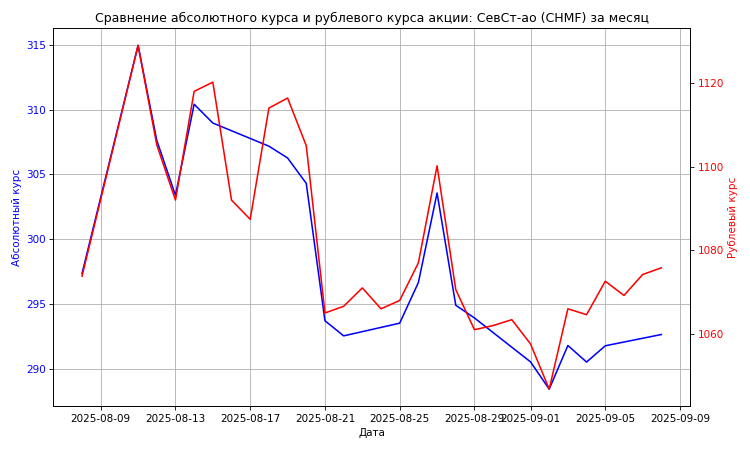 Сравнение абсолютного курса и рублевого курса акции: СевСт-ао (CHMF) за месяц
315
310
305
300
295
290
Абсолютный курс
1120
1100
1080
1060
Рублевый курс
2025-08-09 2025-08-13 2025-08-17 2025-08-21 2025-08-25 2025-08-29 2025-09-01 2025-09-05 2025-09-09
Дата